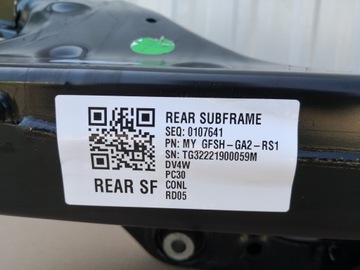 REAR SUBFRAME
SEQ: 0107641
PN: MY GFSH-GA2-RS1
SN: TG32221900059M
DV4W
PC30
CONL
RD05
REAR SF